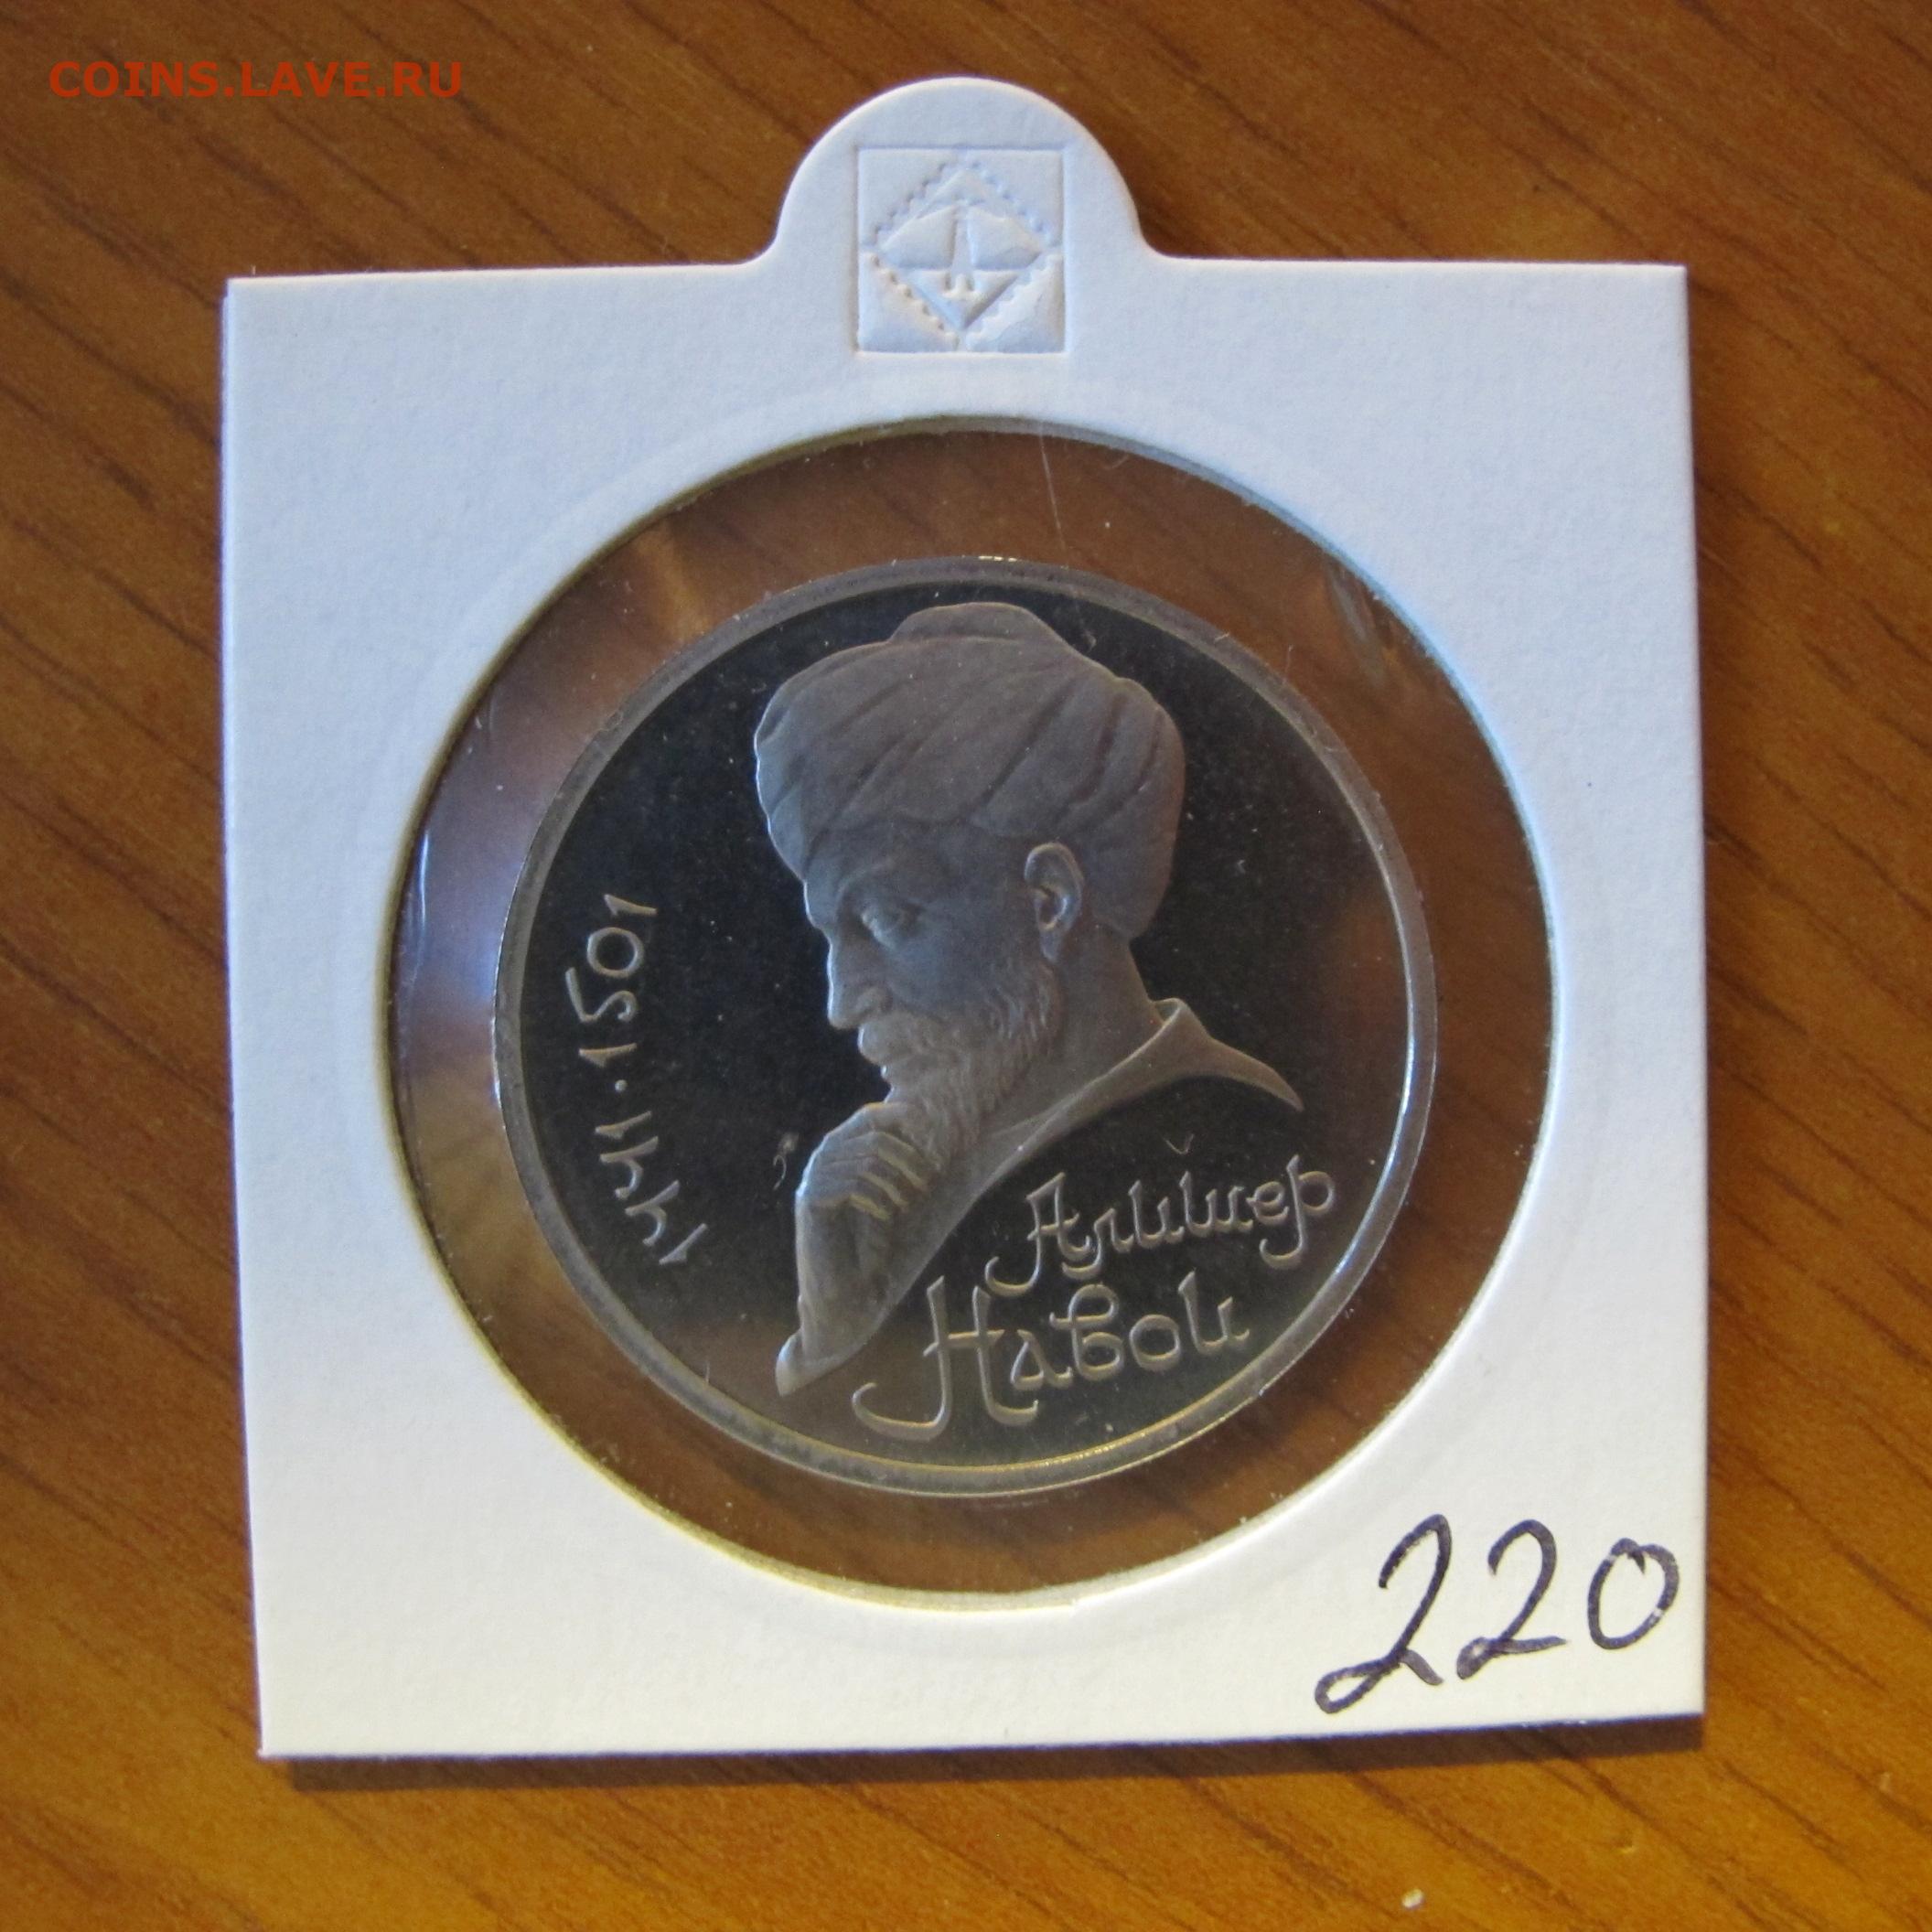 COINS.LAVE.RU
1441·1501
Алишер
Навои
220